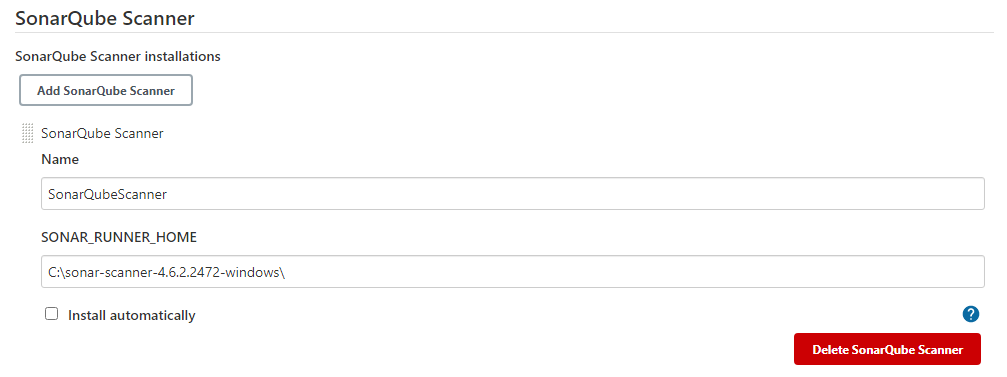 SonarQube Scanner
SonarQube Scanner installations
Add SonarQube Scanner
SonarQube Scanner
Name
SonarQubeScanner
SONAR_RUNNER_HOME
C:\sonar-scanner-4.6.2.2472-windows\
Install automatically
?
Delete SonarQube Scanner